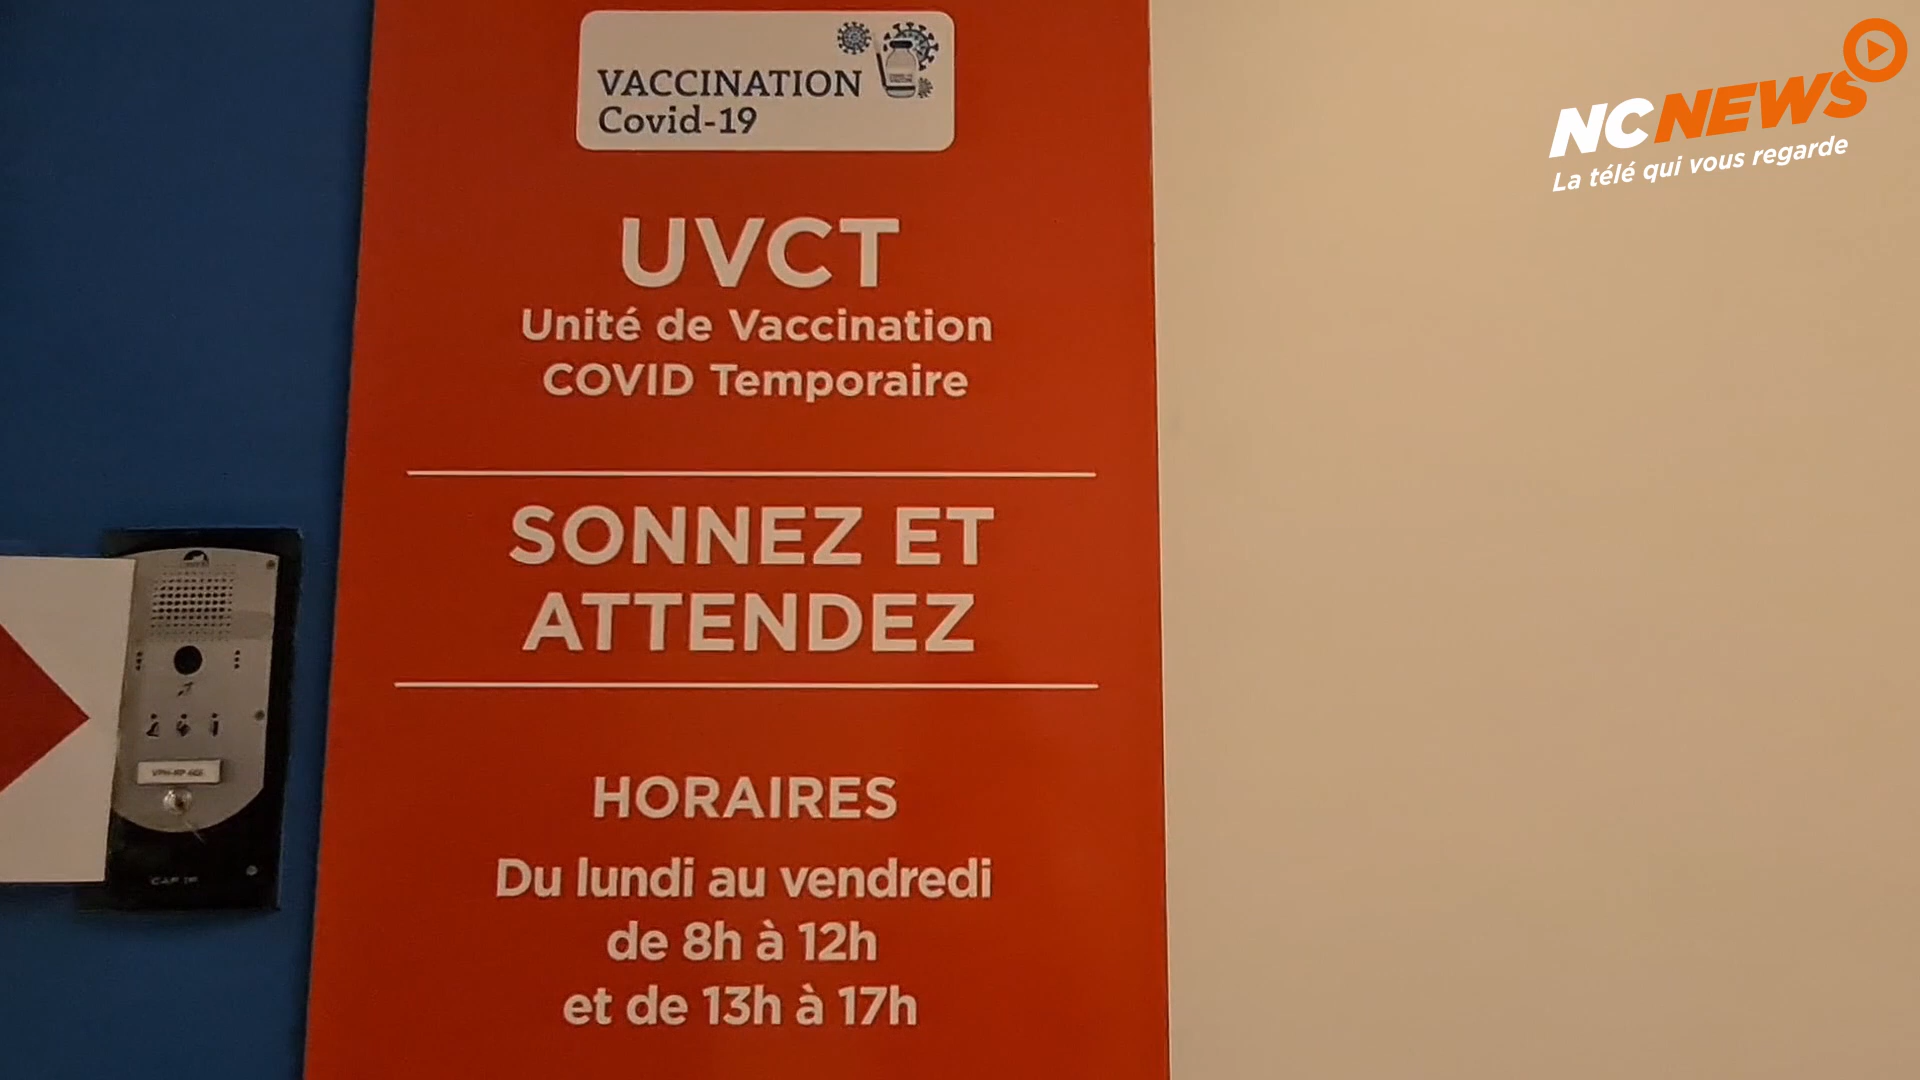 VACCINATION
Covid-19
NCNEWS
La télé qui vous regarde
UVCT
Unité de Vaccination
COVID Temporaire
SONNEZ ET
ATTENDEZ
HORAIRES
Du lundi au vendredi
de 8h à 12h
et de 13h à 17h